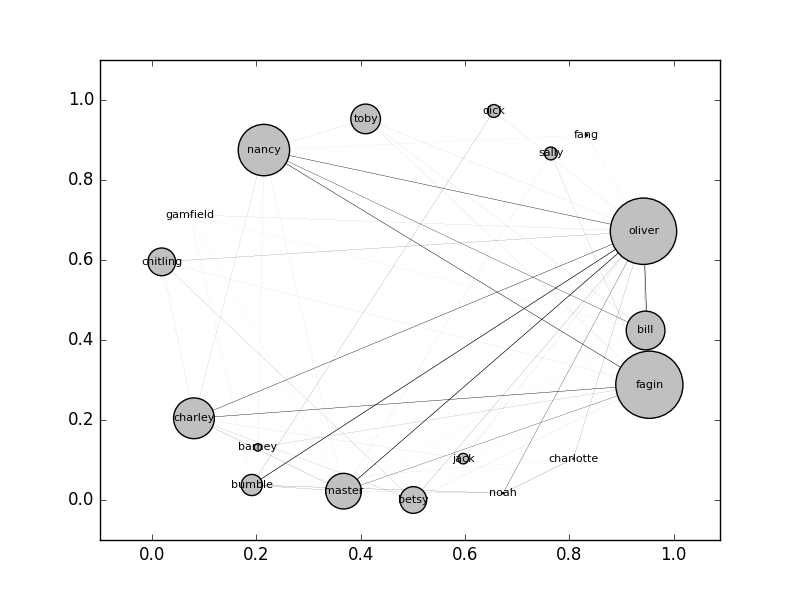 1.0
0.8
0.6
0.4
0.2
0.0
0.0
0.2
0.4
0.6
0.8
1.0
dick
toby
fang
nancy
sally
gamfield
oliver
chitling
bill
fagin
charley
barney
jack
charlotte
bumble
master
noah
betsy